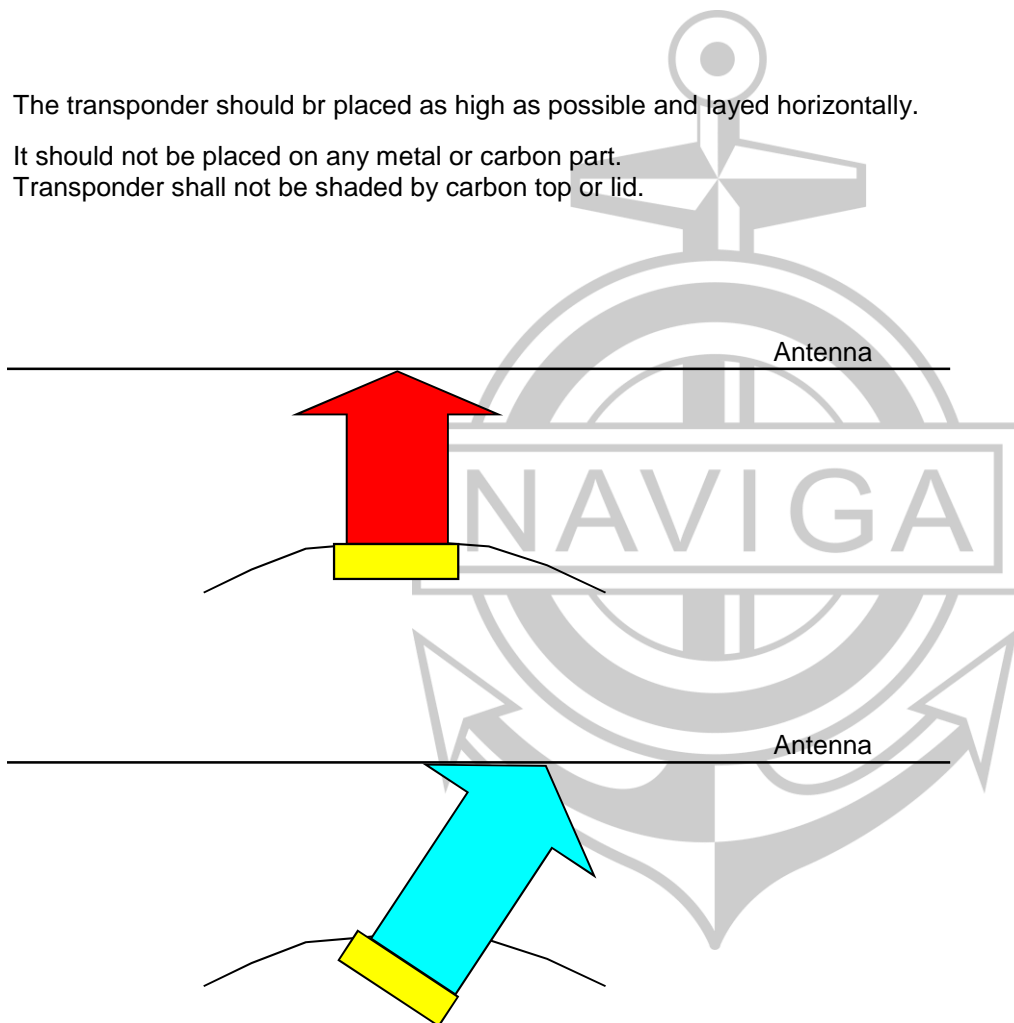 The transponder should br placed as high as possible and layed horizontally.
It should not be placed on any metal or carbon part.
Transponder shall not be shaded by carbon top or lid.
Antenna
NAVIGA
Antenna